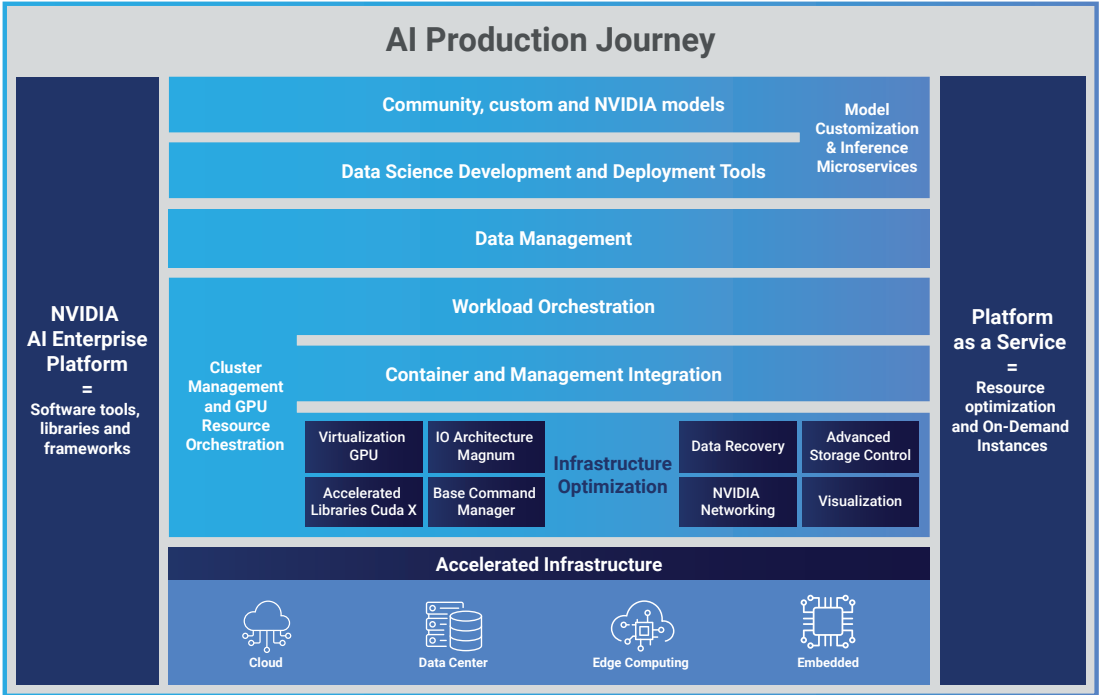 AI Production Journey
NVIDIA
AI Enterprise
Platform
=
Software tools,
libraries and
frameworks
Community, custom and NVIDIA models
Model
Customization
& Inference
Microservices
Data Science Development and Deployment Tools
Data Management
Workload Orchestration
Cluster
Management
and GPU
Resource
Orchestration
Container and Management Integration
Virtualization
GPU
IO Architecture
Magnum
Accelerated
Libraries Cuda X
Base Command
Manager
Infrastructure
Optimization
Data Recovery
Advanced
Storage Control
NVIDIA
Networking
Visualization
Accelerated Infrastructure
Cloud
Data Center
Edge Computing
Embedded
Platform
as a Service
=
Resource
optimization
and On-Demand
Instances